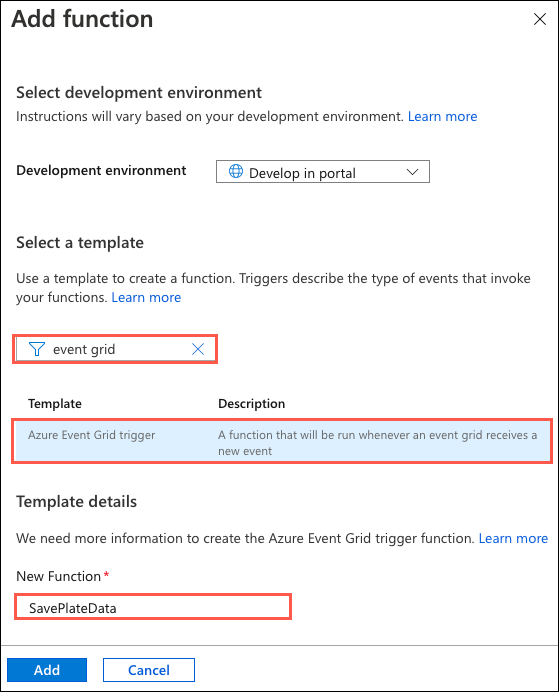 Add function
Select development environment
Instructions will vary based on your development environment. Learn more
Development environment
Develop in portal
Select a template
Use a template to create a function. Triggers describe the type of events that invoke
your functions. Learn more
event grid
Template Description
Azure Event Grid trigger A function that will be run whenever an event grid receives a
new event
Template details
We need more information to create the Azure Event Grid trigger function. Learn more
New Function *
SavePlateData
Add Cancel